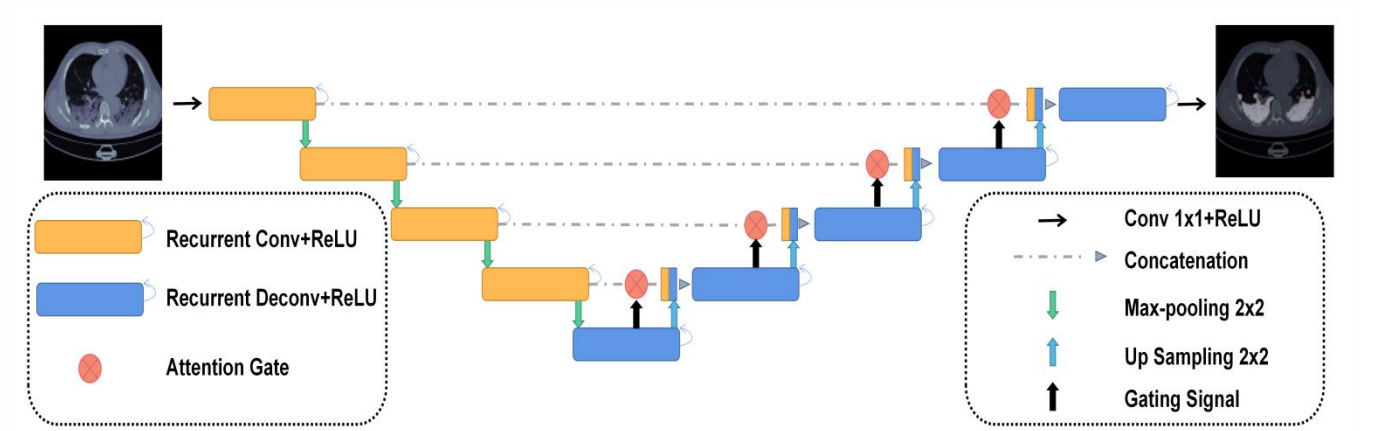 Recurrent Conv+ReLU
Recurrent Deconv+ReLU
Attention Gate
Conv 1x1+ReLU
Concatenation
Max-pooling 2x2
Up Sampling 2x2
Gating Signal